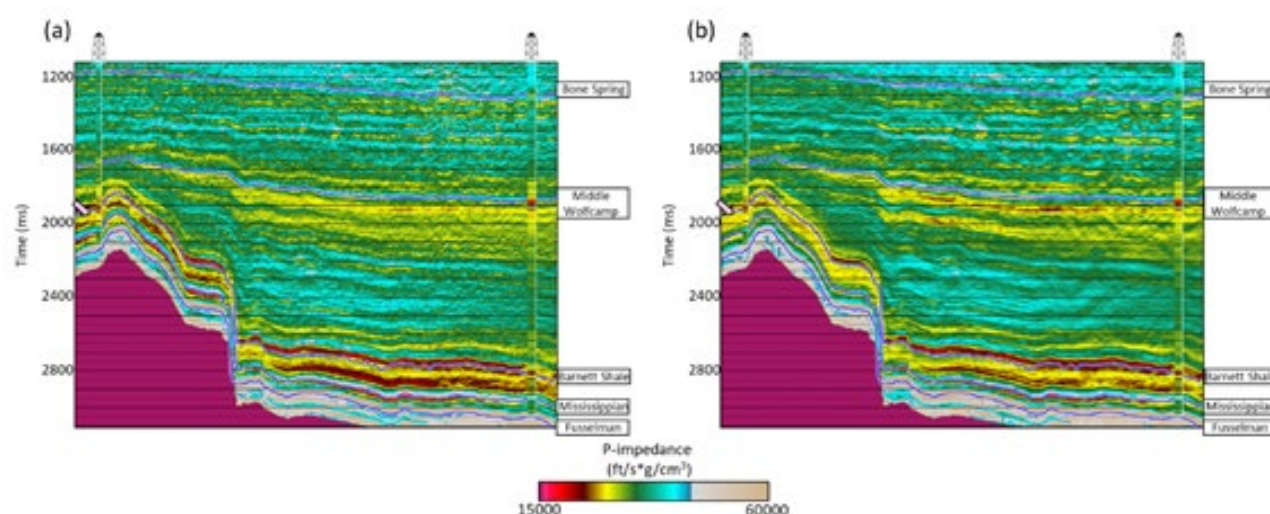 (a)
(b)
1200
1600
2000
2400
2800
Time (ms)
Bone Spring
Middle
Wolfcamp
Barnett Shale
Mississippian
Fusselman
1200
1600
2000
2400
2800
Time (ms)
Bone Spring
Middle
Wolfcamp
Barnett Shal
Mississippian
Fusselman
P-impedance
(ft/s*g/cm³)
15000
60000